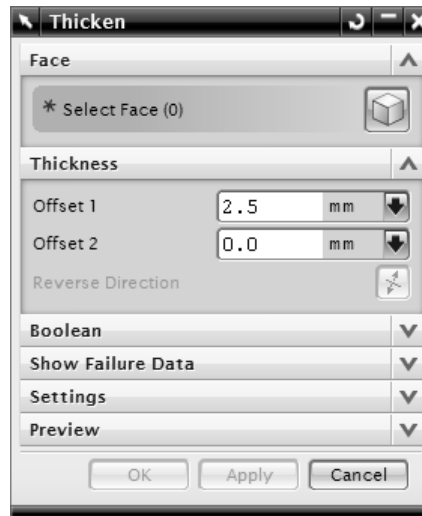 Thicken
Face
* Select Face (0)
Thickness
Offset 1 2.5 mm
Offset 2 0.0 mm
Reverse Direction
Boolean
Show Failure Data
Settings
Preview
OK Apply Cancel